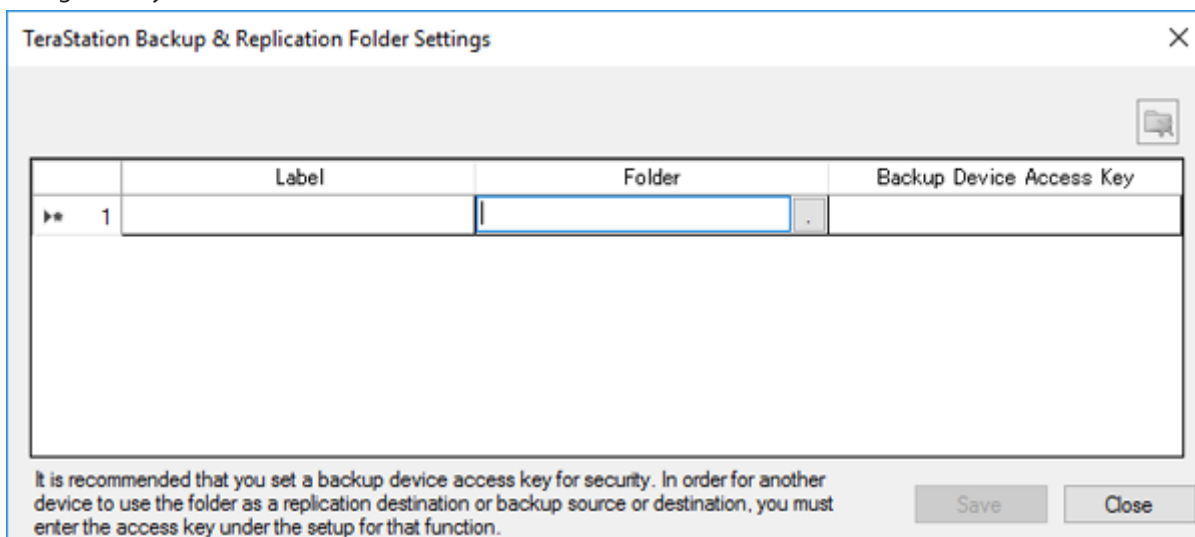 TeraStation Backup & Replication Folder Settings
Label Folder Backup Device Access Key
1
.
It is recommended that you set a backup device access key for security. In order for another
device to use the folder as a replication destination or backup source or destination, you must
enter the access key under the setup for that function.
Save Close